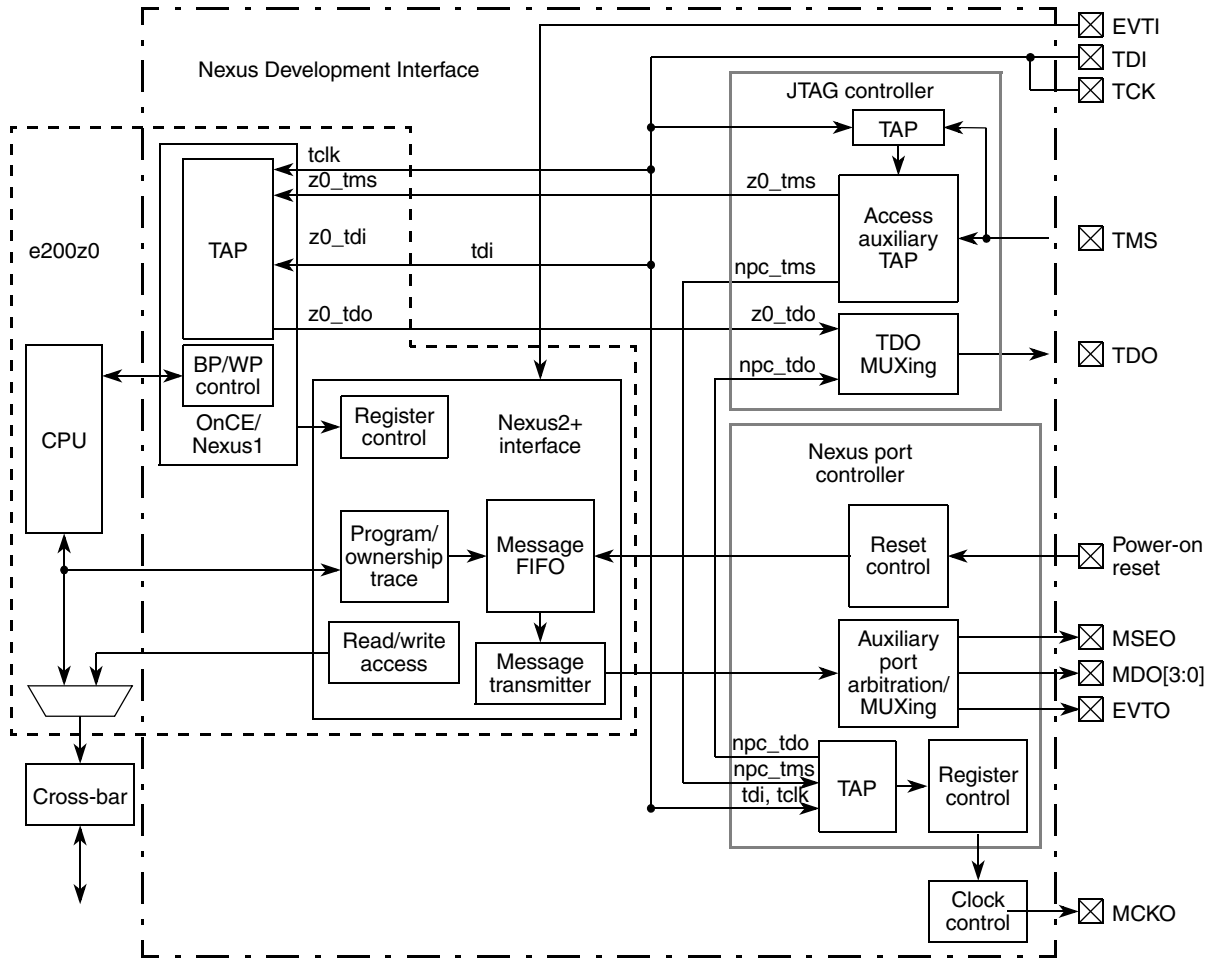 EVTI
Nexus Development Interface
TDI
JTAG controller
TCK
TAP
tclk
z0_tms
z0_tms
Access
auxiliary
TAP
e200z0
TAP
z0_tdi
tdi
TMS
npc_tms
z0_tdo
z0_tdo
TDO
MUXing
TDO
npc_tdo
BP/WP
control
OnCE/
Nexus1
CPU
Register
control
Nexus2+
interface
Nexus port
controller
Program/
ownership
trace
Message
FIFO
Reset
control
Power-on
reset
Read/write
access
Message
transmitter
Auxiliary
port
arbitration/
MUXing
MSEO
MDO[3:0]
EVTO
npc_tdo
npc_tms
tdi, tclk
TAP
Register
control
Cross-bar
Clock
control
MCKO